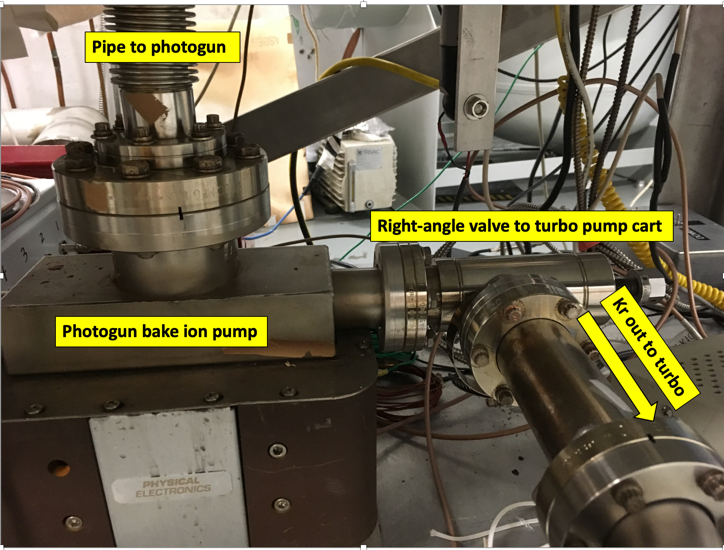 Pipe to photogun
Right-angle valve to turbo pump cart
Kr out to turbo
Photogun bake ion pump
PHYSICAL
ELECTRONICS